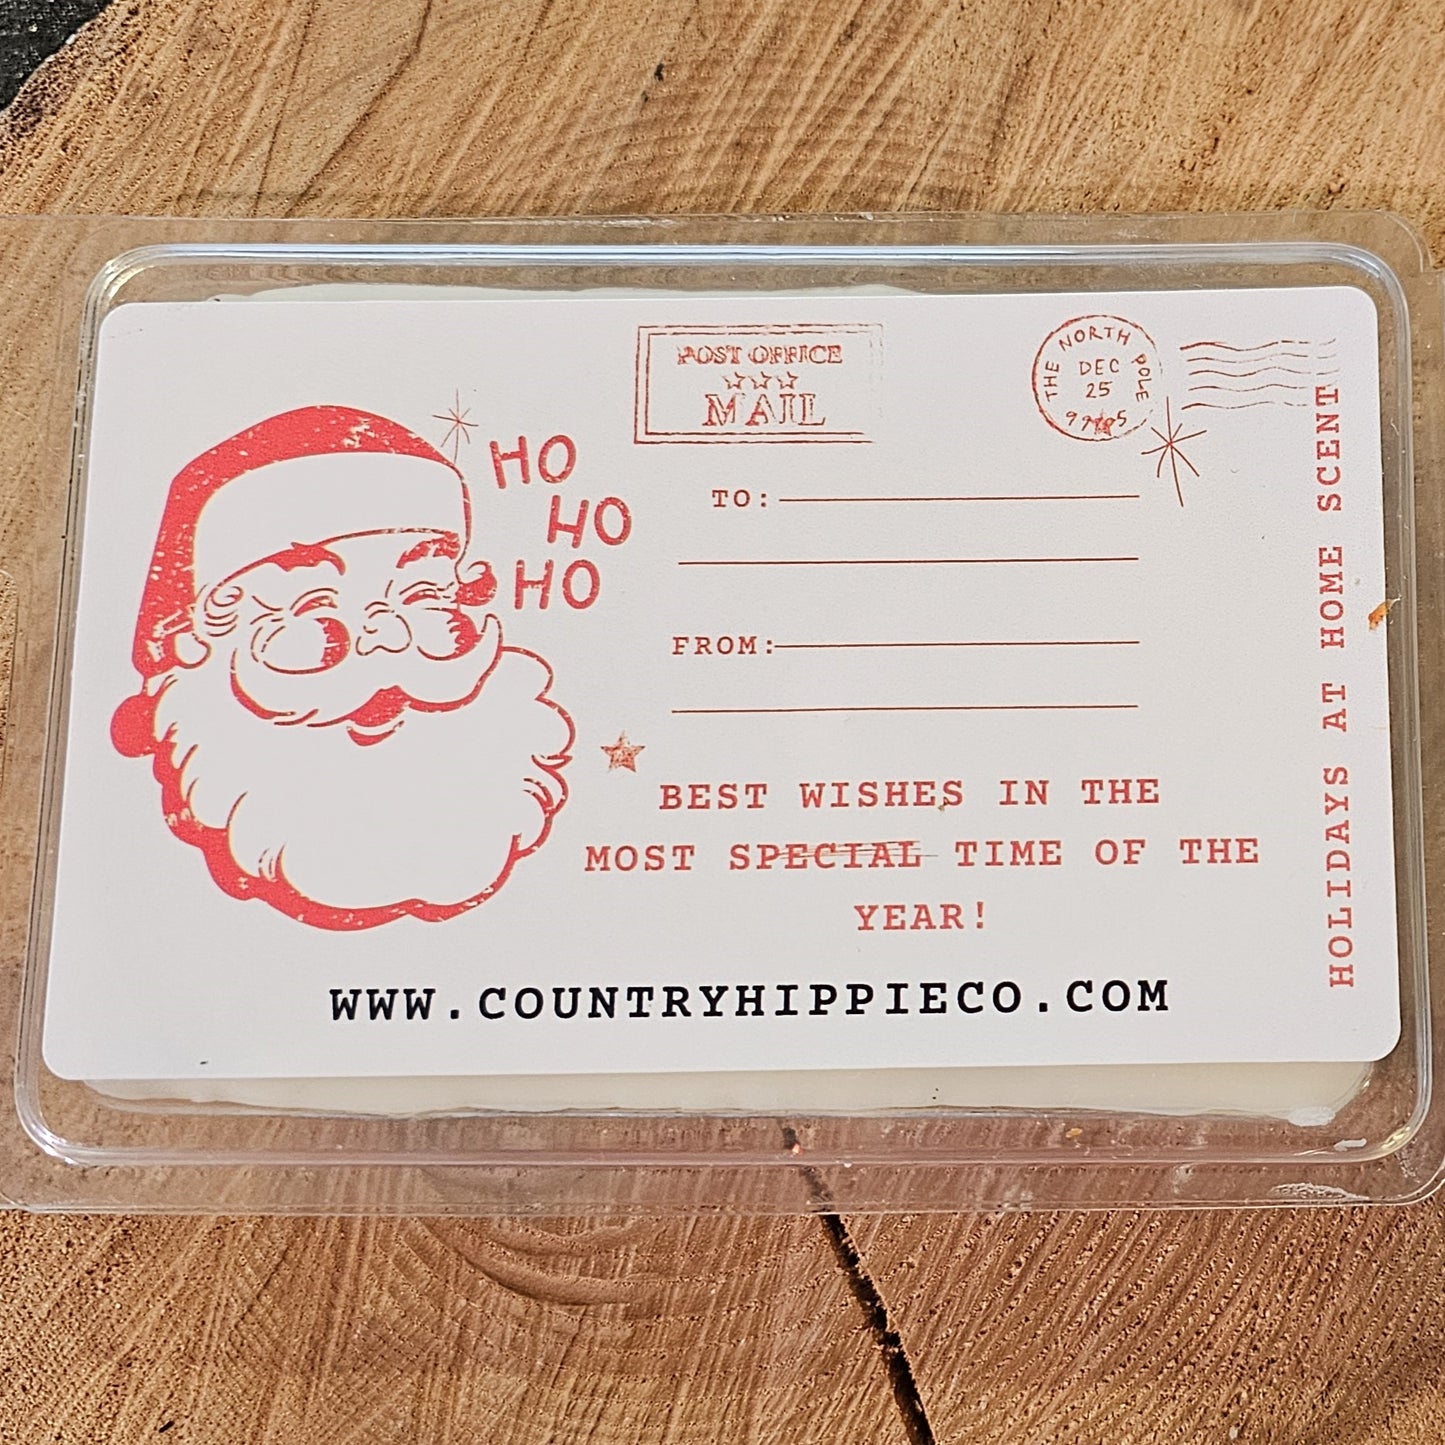 POST OFFICE
MAIL
THE NORTH POLE
DEC
25
HO
HO
HO
TO:
FROM:
BEST WISHES IN THE
MOST SPECIAL TIME OF THE
YEAR!
WWW.COUNTRYHIPPIECO.COM
HOLIDAYS AT HOME SCENT